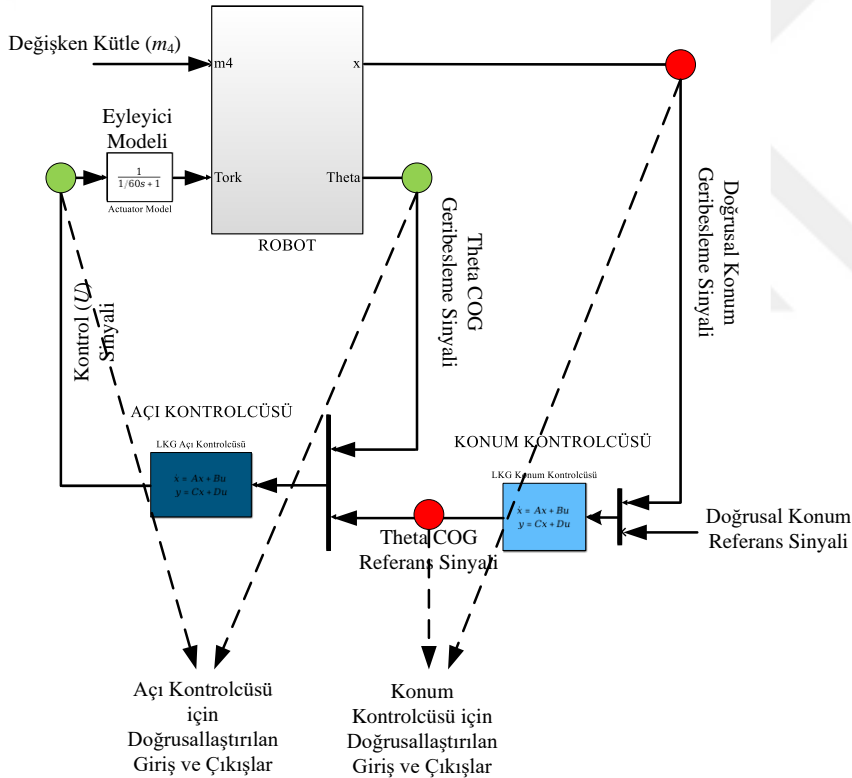 Değişken Kütle (m₄)
m4
x
Eyleyici
Modeli
1
1/60s + 1
Actuator Model
Tork
Theta
ROBOT
Theta COG
Geribesleme Sinyali
Doğrusal Konum
Geribesleme Sinyali
Kontrol (U)
Sinyali
AÇI KONTROLCÜSÜ
LKG Açı Kontrolcüsü
ẋ = Ax + Bu
y = Cx + Du
KONUM KONTROLCÜSÜ
LKG Konum Kontrolcüsü
ẋ = Ax + Bu
y = Cx + Du
Theta COG
Referans Sinyali
Doğrusal Konum
Referans Sinyali
Açı Kontrolcüsü
için
Doğrusallaştırılan
Giriş ve Çıkışlar
Konum
Kontrolcüsü için
Doğrusallaştırılan
Giriş ve Çıkışlar